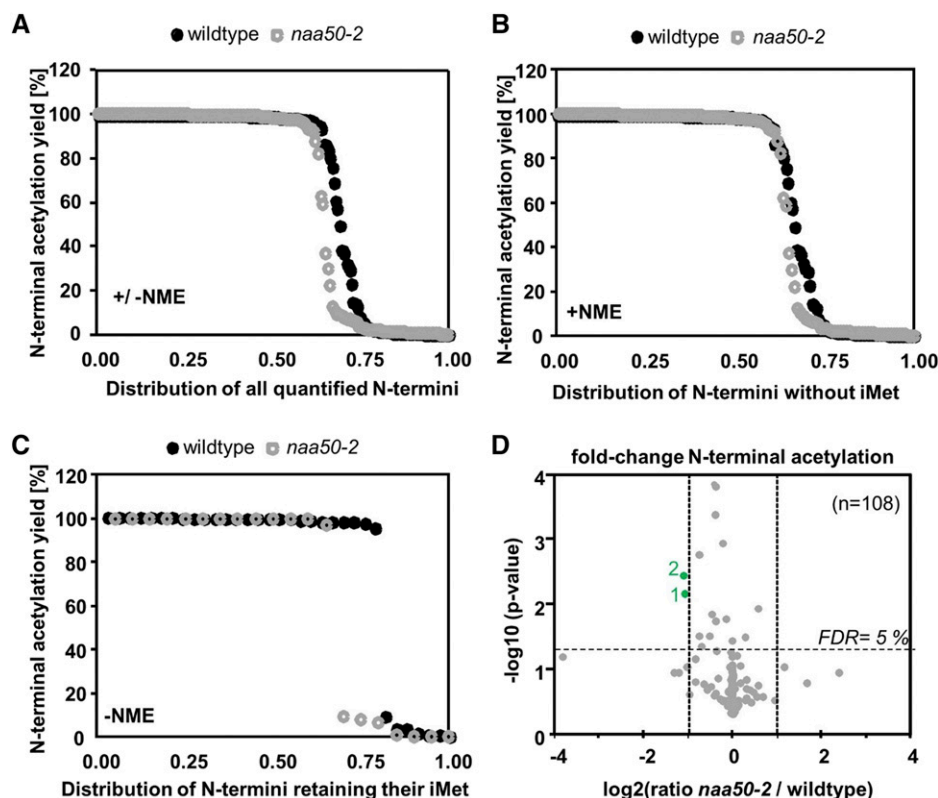 A
wildtype naa50-2
N-terminal acetylation yield [%]
120
100
80
60
40
20
0
+/ -NME
0.00 0.25 0.50 0.75 1.00
Distribution of all quantified N-termini
B
wildtype naa50-2
N-terminal acetylation yield [%]
120
100
80
60
40
20
0
+NME
0.00 0.25 0.50 0.75 1.00
Distribution of N-termini without iMet
C
wildtype naa50-2
N-terminal acetylation yield [%]
120
100
80
60
40
20
0
-NME
0.00 0.25 0.50 0.75 1.00
Distribution of N-termini retaining their iMet
D
fold-change N-terminal acetylation
(n=108)
-log10 (p-value)
4
3
2
1
0
2
1
FDR= 5 %
-4 -2 0 2 4
log2(ratio naa50-2 / wildtype)